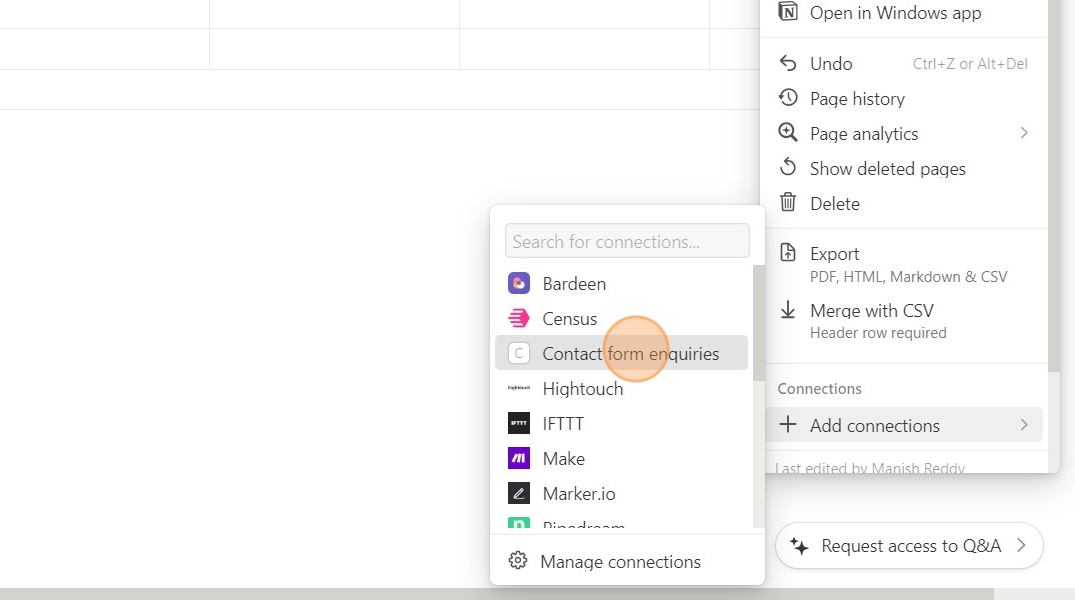 Open in Windows app
Undo Ctrl+Z or Alt+Del
Page history
Page analytics
Show deleted pages
Delete
Export
PDF, HTML, Markdown & CSV
Merge with CSV
Header row required
Connections
Add connections
Last edited by Manish Reddy
Search for connections...
Bardeen
Census
C Contact form enquiries
hightouch Hightouch
IFTTT IFTTT
Make
Marker.io
Pipedream
Manage connections
Request access to Q&A